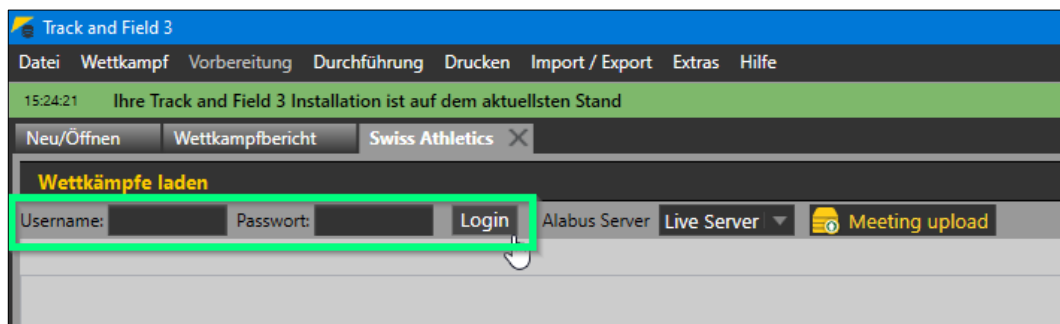 Track and Field 3
Datei Wettkampf Vorbereitung Durchführung Drucken Import / Export Extras Hilfe
15:24:21 Ihre Track and Field 3 Installation ist auf dem aktuellsten Stand
Neu/Öffnen Wettkampfbericht Swiss Athletics
Wettkämpfe laden
Username: Passwort: Login Alabus Server Live Server Meeting upload